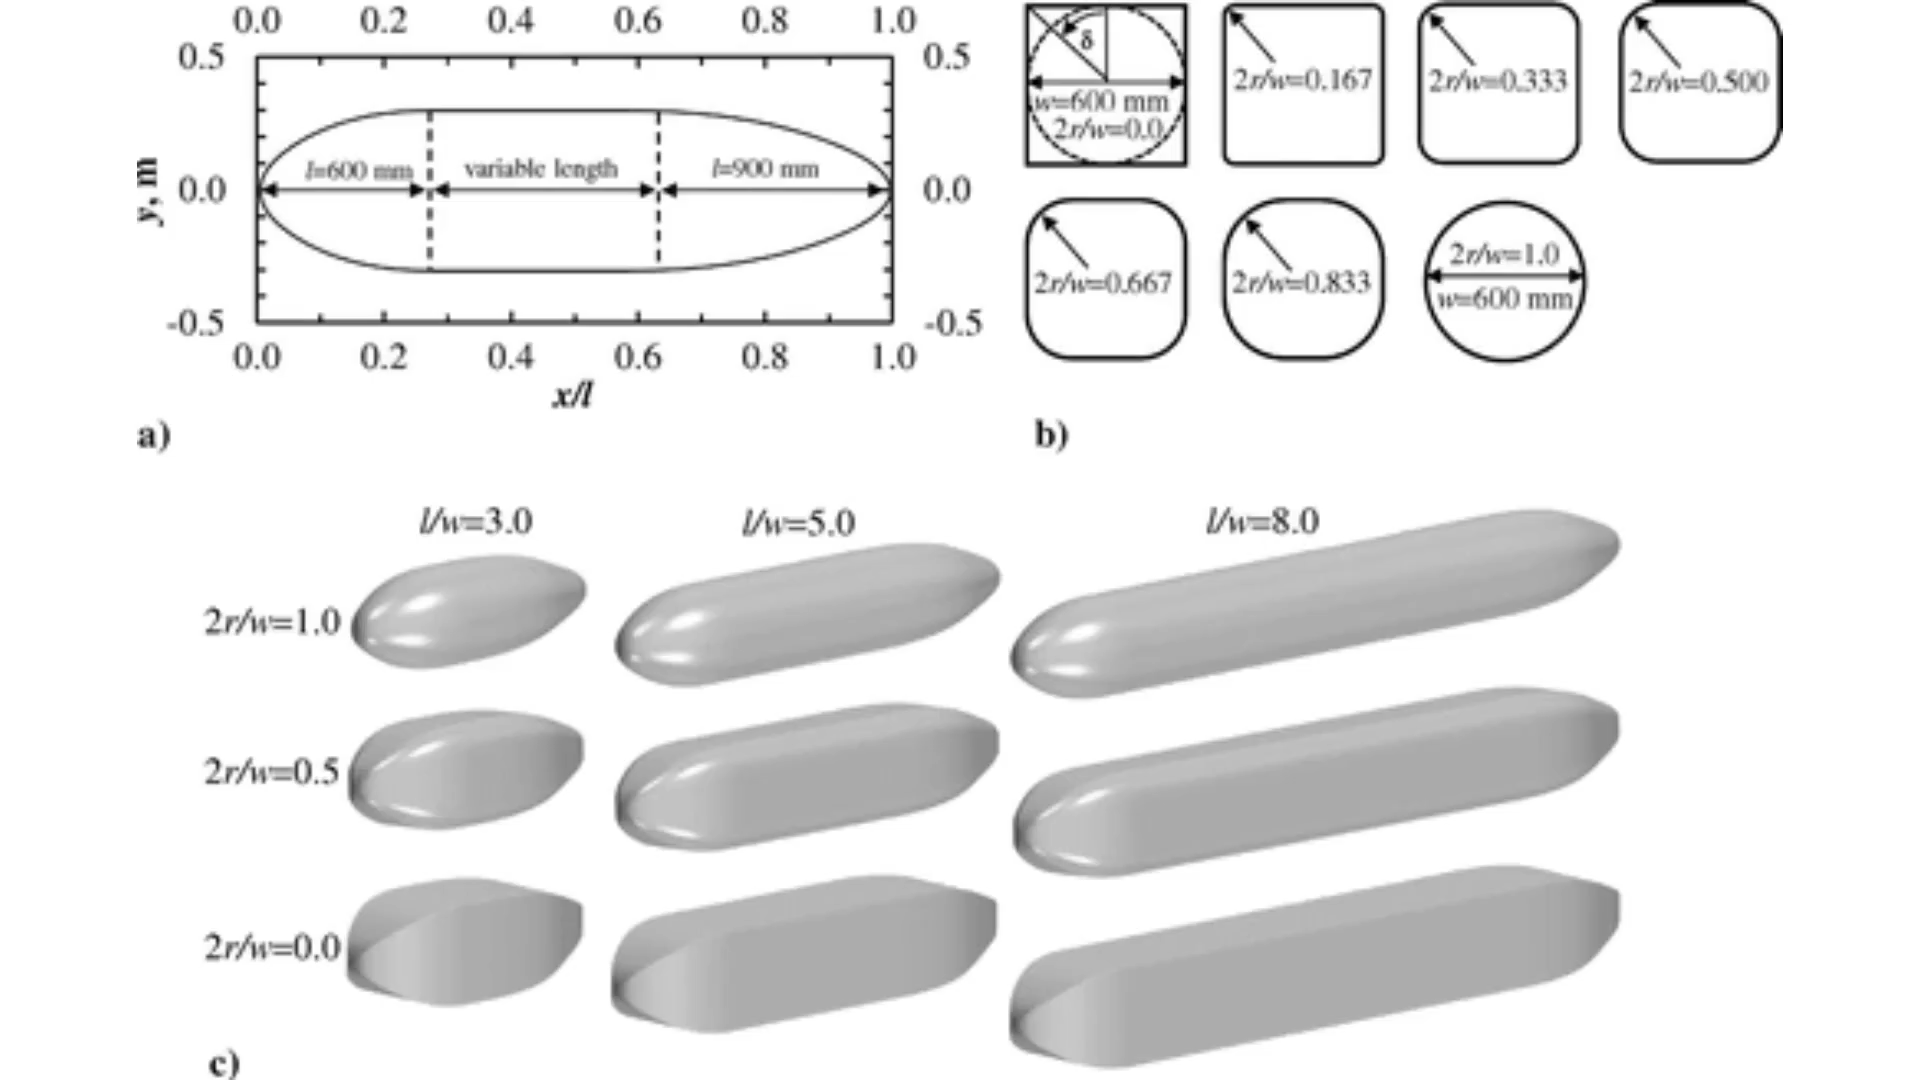 0.0 0.2 0.4 0.6 0.8 1.0
0.5 0.5
l=600 mm variable length l=900 mm
0.0 0.0
y, m
-0.5 -0.5
0.0 0.2 0.4 0.6 0.8 1.0
x/l
a)
δ
w=600 mm
2r/w=0.0
2r/w=0.167
2r/w=0.333
2r/w=0.500
2r/w=0.667
2r/w=0.833
2r/w=1.0
w=600 mm
b)
l/w=3.0 l/w=5.0 l/w=8.0
2r/w=1.0
2r/w=0.5
2r/w=0.0
c)